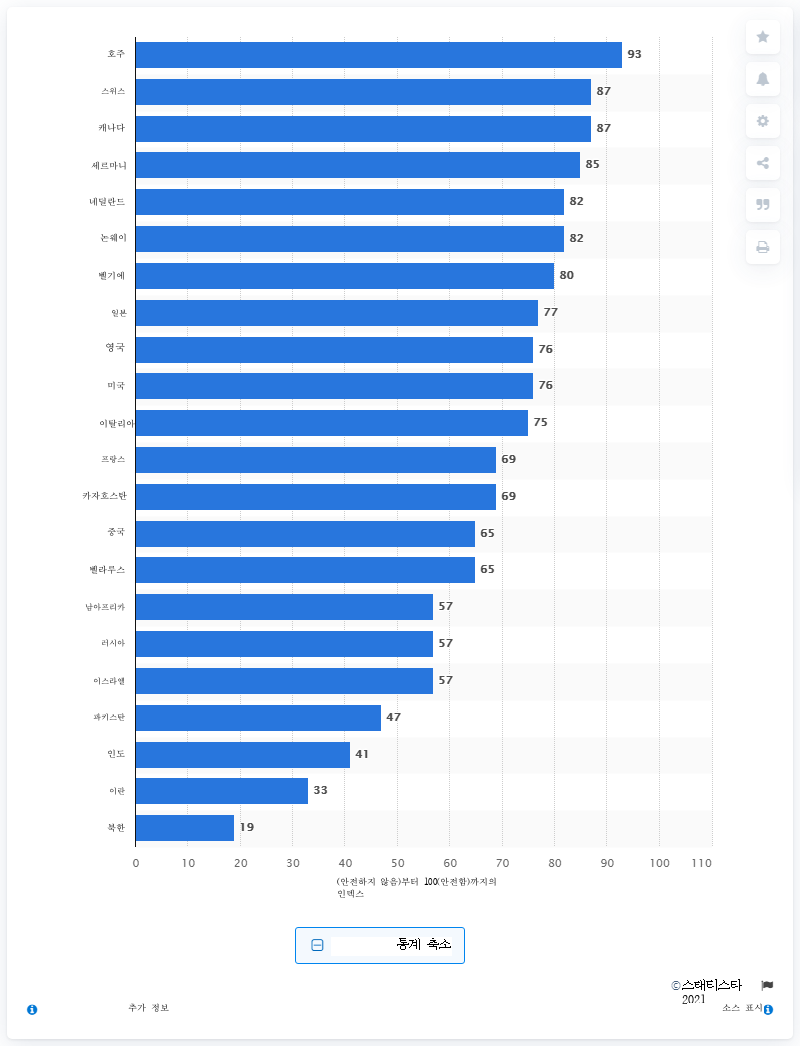 호주 93
스위스 87
캐나다 87
세르마니 85
네덜란드 82
논웨이 82
벨기에 80
일본 77
영국 76
미국 76
이탈리아 75
프랑스 69
카자흐스탄 69
중국 65
벨라루스 65
남아프리카 57
러시아 57
이스라엘 57
파키스탄 47
인도 41
이란 33
북한 19
0 10 20 30 40 50 60 70 80 90 100 110
(안전하지 않음)부터 100(안전함)까지의
인덱스
통계 축소
©스태티스타
2021
추가 정보
소스 표시